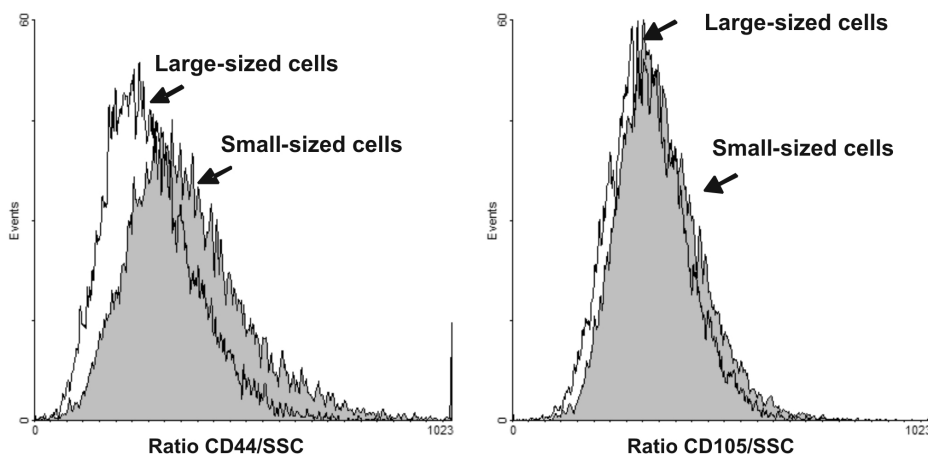 60
Large-sized cells
Small-sized cells
Events
0
0
1023
Ratio CD44/SSC
60
Large-sized cells
Small-sized cells
Events
0
0
1023
Ratio CD105/SSC